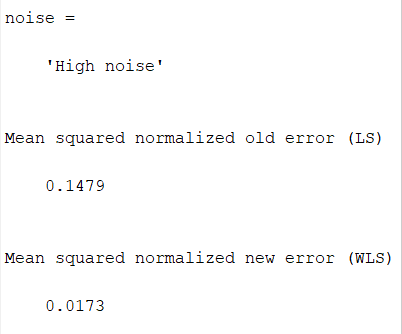 noise =
'High noise'
Mean squared normalized old error (LS)
0.1479
Mean squared normalized new error (WLS)
0.0173